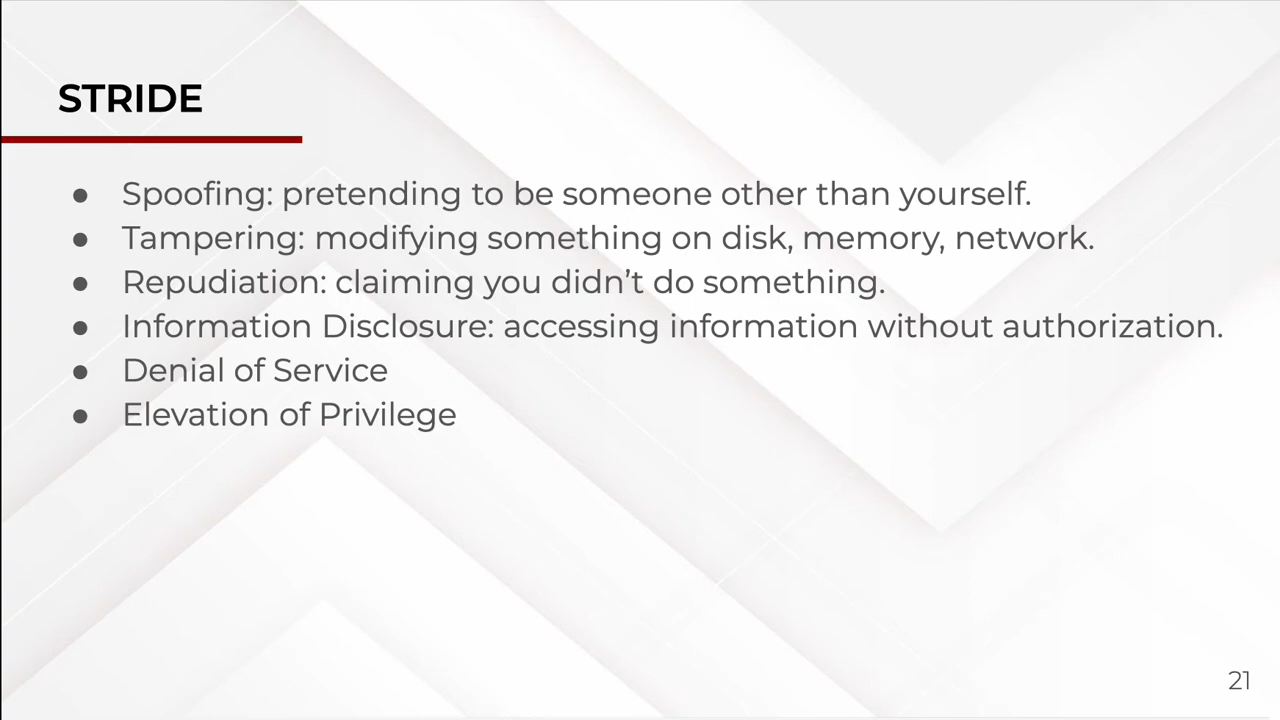 STRIDE
● Spoofing: pretending to be someone other than yourself.
● Tampering: modifying something on disk, memory, network.
● Repudiation: claiming you didn’t do something.
● Information Disclosure: accessing information without authorization.
● Denial of Service
● Elevation of Privilege
21